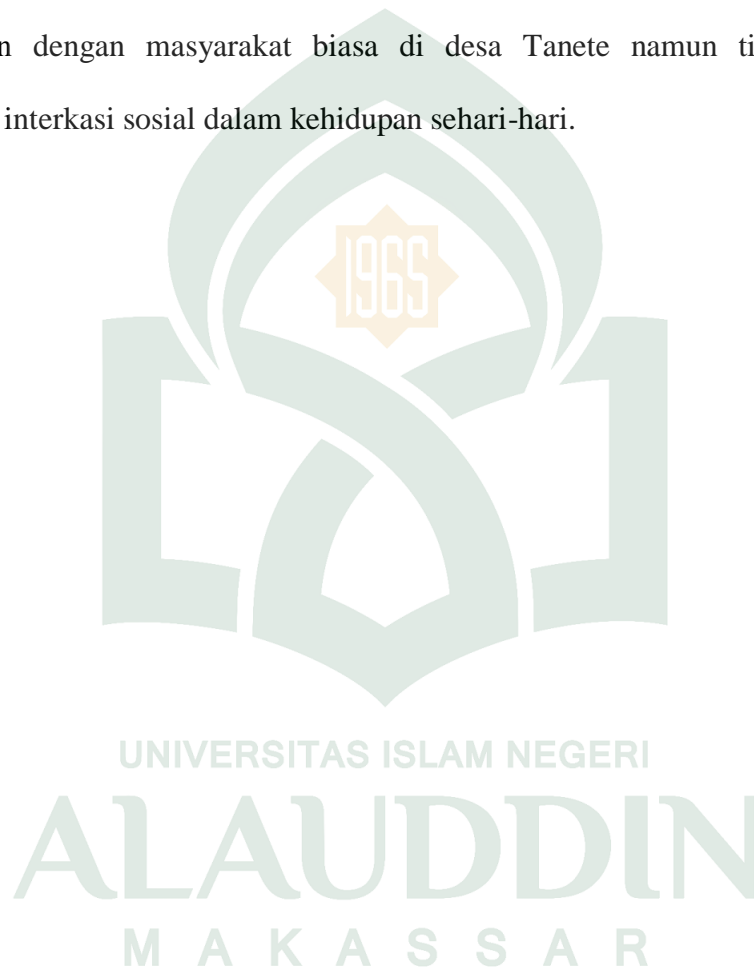 n dengan masyarakat biasa di desa Tanete namun ti
interkasi sosial dalam kehidupan sehari-hari.
1965
UNIVERSITAS ISLAM NEGERI
ALAUDDIN
MAKASSAR